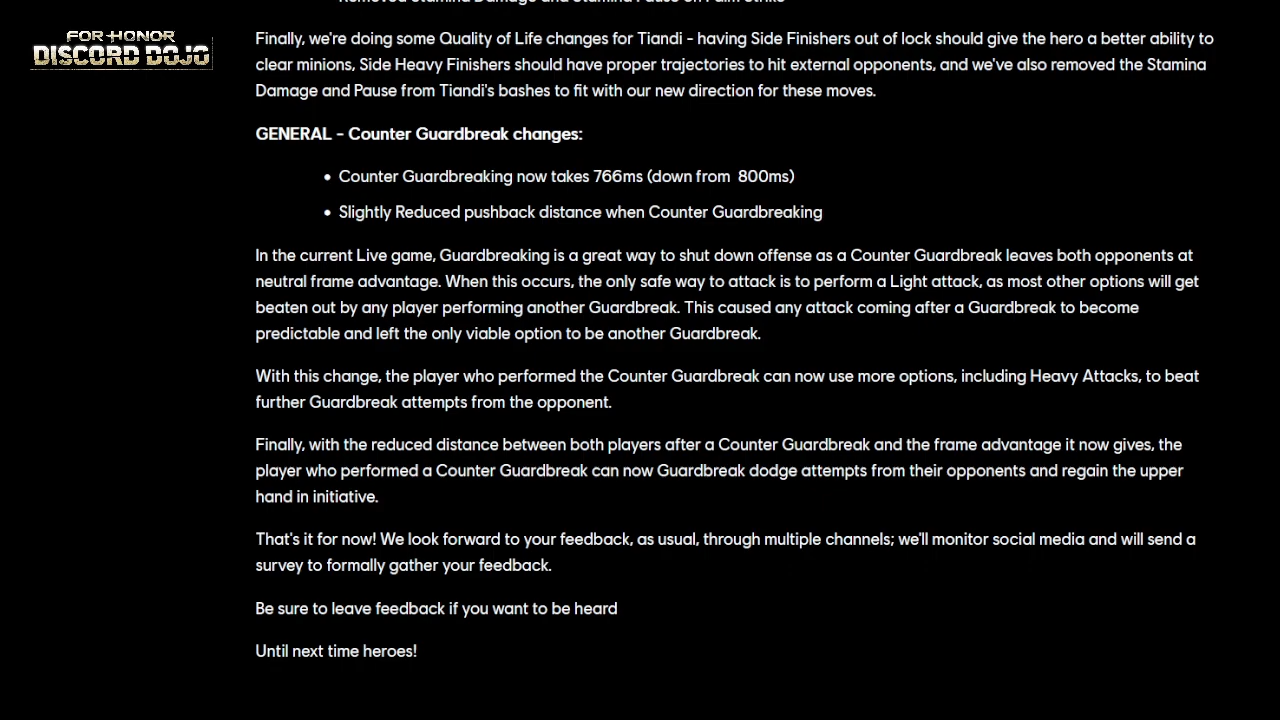 Removed Stamina Damage and Stamina Pause on Palm Strike
FOR HONOR
DISCORD DOJO
Finally, we're doing some Quality of Life changes for Tiandi - having Side Finishers out of lock should give the hero a better ability to
clear minions, Side Heavy Finishers should have proper trajectories to hit external opponents, and we've also removed the Stamina
Damage and Pause from Tiandi's bashes to fit with our new direction for these moves.
GENERAL - Counter Guardbreak changes:
• Counter Guardbreaking now takes 766ms (down from  800ms)
• Slightly Reduced pushback distance when Counter Guardbreaking
In the current Live game, Guardbreaking is a great way to shut down offense as a Counter Guardbreak leaves both opponents at
neutral frame advantage. When this occurs, the only safe way to attack is to perform a Light attack, as most other options will get
beaten out by any player performing another Guardbreak. This caused any attack coming after a Guardbreak to become
predictable and left the only viable option to be another Guardbreak.
With this change, the player who performed the Counter Guardbreak can now use more options, including Heavy Attacks, to beat
further Guardbreak attempts from the opponent.
Finally, with the reduced distance between both players after a Counter Guardbreak and the frame advantage it now gives, the
player who performed a Counter Guardbreak can now Guardbreak dodge attempts from their opponents and regain the upper
hand in initiative.
That's it for now! We look forward to your feedback, as usual, through multiple channels; we'll monitor social media and will send a
survey to formally gather your feedback.
Be sure to leave feedback if you want to be heard
Until next time heroes!